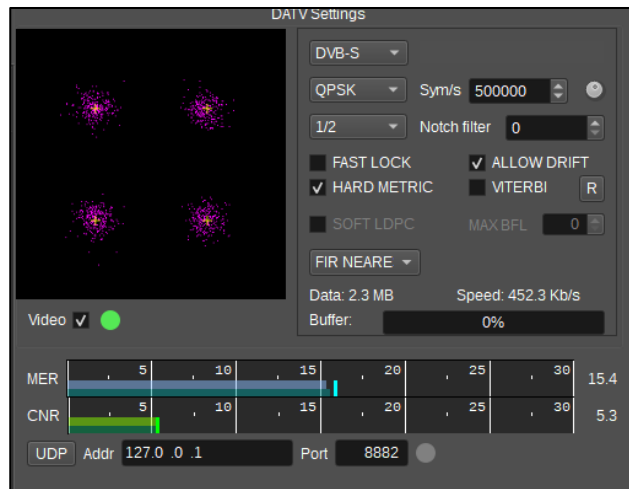 DATV Settings
DVB-S
QPSK Sym/s 500000
1/2 Notch filter 0
FAST LOCK ALLOW DRIFT
HARD METRIC VITERBI R
SOFT LDPC MAX BFL 0
FIR NEARE
Data: 2.3 MB Speed: 452.3 Kb/s
Video
Buffer: 0%
MER 5 10 15 20 25 30 15.4
CNR 5 10 15 20 25 30 5.3
UDP Addr 127.0 .0 .1 Port 8882